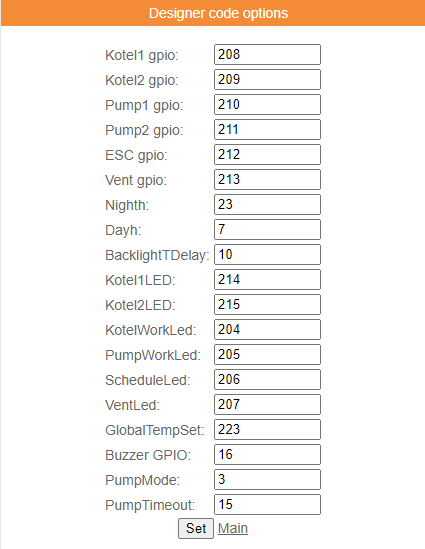 Designer code options
Kotel1 gpio: 208
Kotel2 gpio: 209
Pump1 gpio: 210
Pump2 gpio: 211
ESC gpio: 212
Vent gpio: 213
Nighth: 23
Dayh: 7
BacklightTDelay: 10
Kotel1LED: 214
Kotel2LED: 215
KotelWorkLed: 204
PumpWorkLed: 205
ScheduleLed: 206
VentLed: 207
GlobalTempSet: 223
Buzzer GPIO: 16
PumpMode: 3
PumpTimeout: 15
Set Main